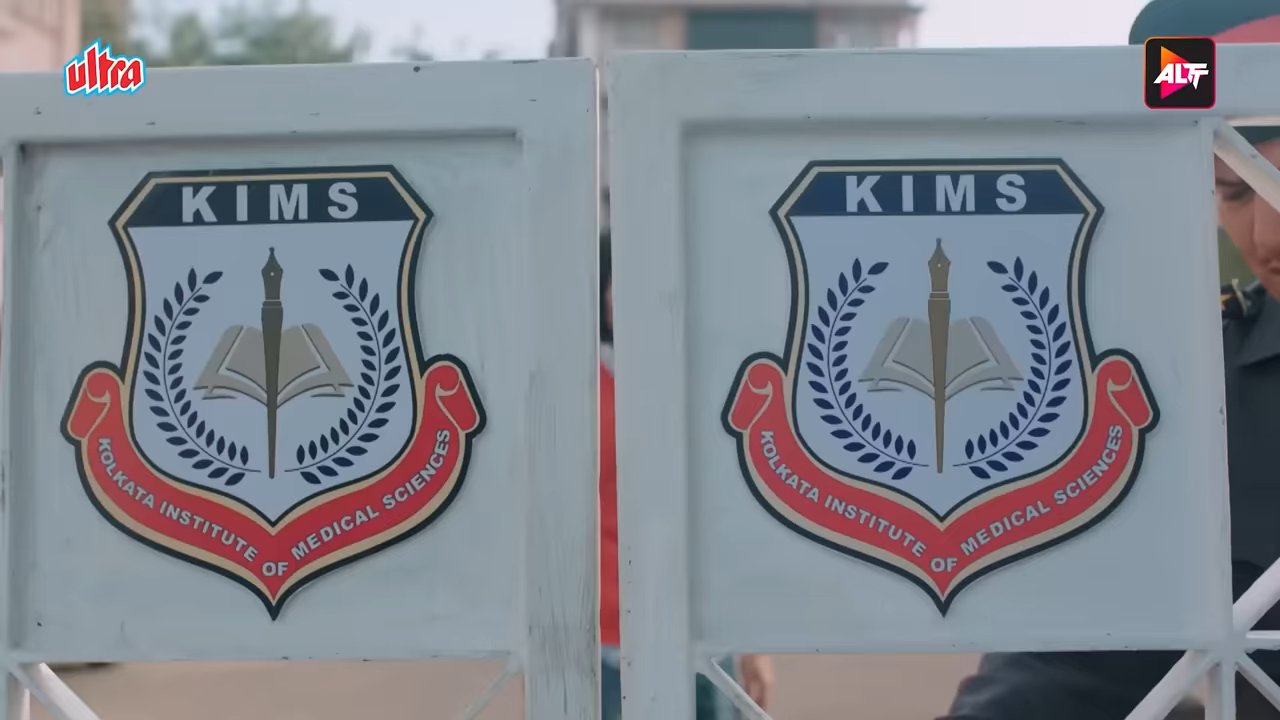 ultra
ALTT
KIMS
KOLKATA INSTITUTE OF MEDICAL SCIENCES
KIMS
KOLKATA INSTITUTE OF MEDICAL SCIENCES